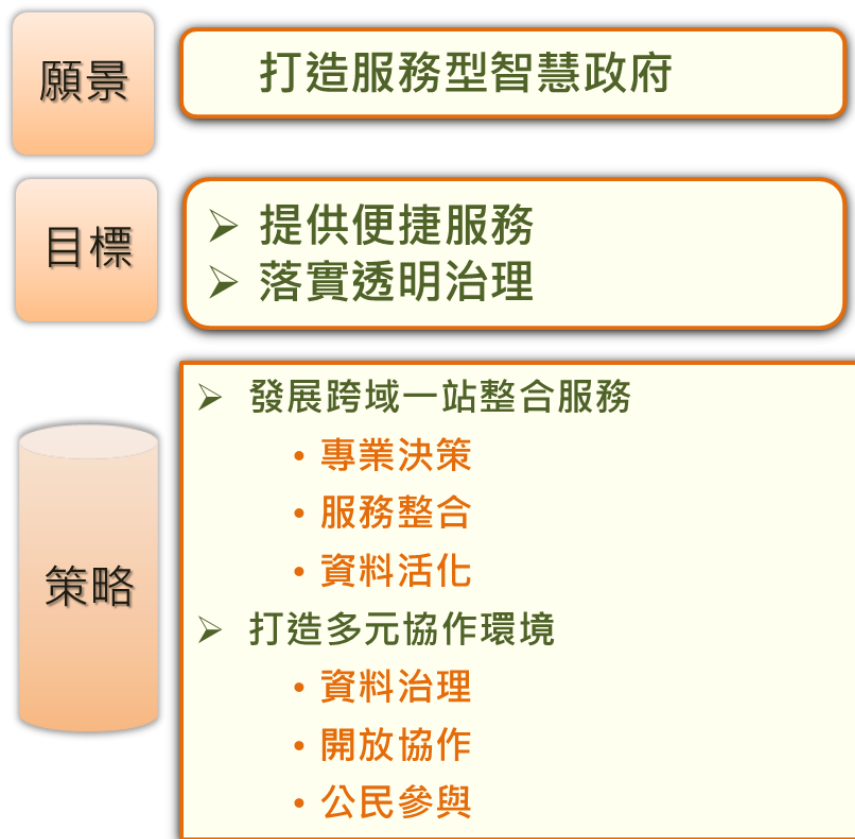 願景
打造服務型智慧政府
目標
➢ 提供便捷服務
➢ 落實透明治理
策略
➢ 發展跨域一站整合服務
• 專業決策
• 服務整合
• 資料活化
➢ 打造多元協作環境
• 資料治理
• 開放協作
• 公民參與